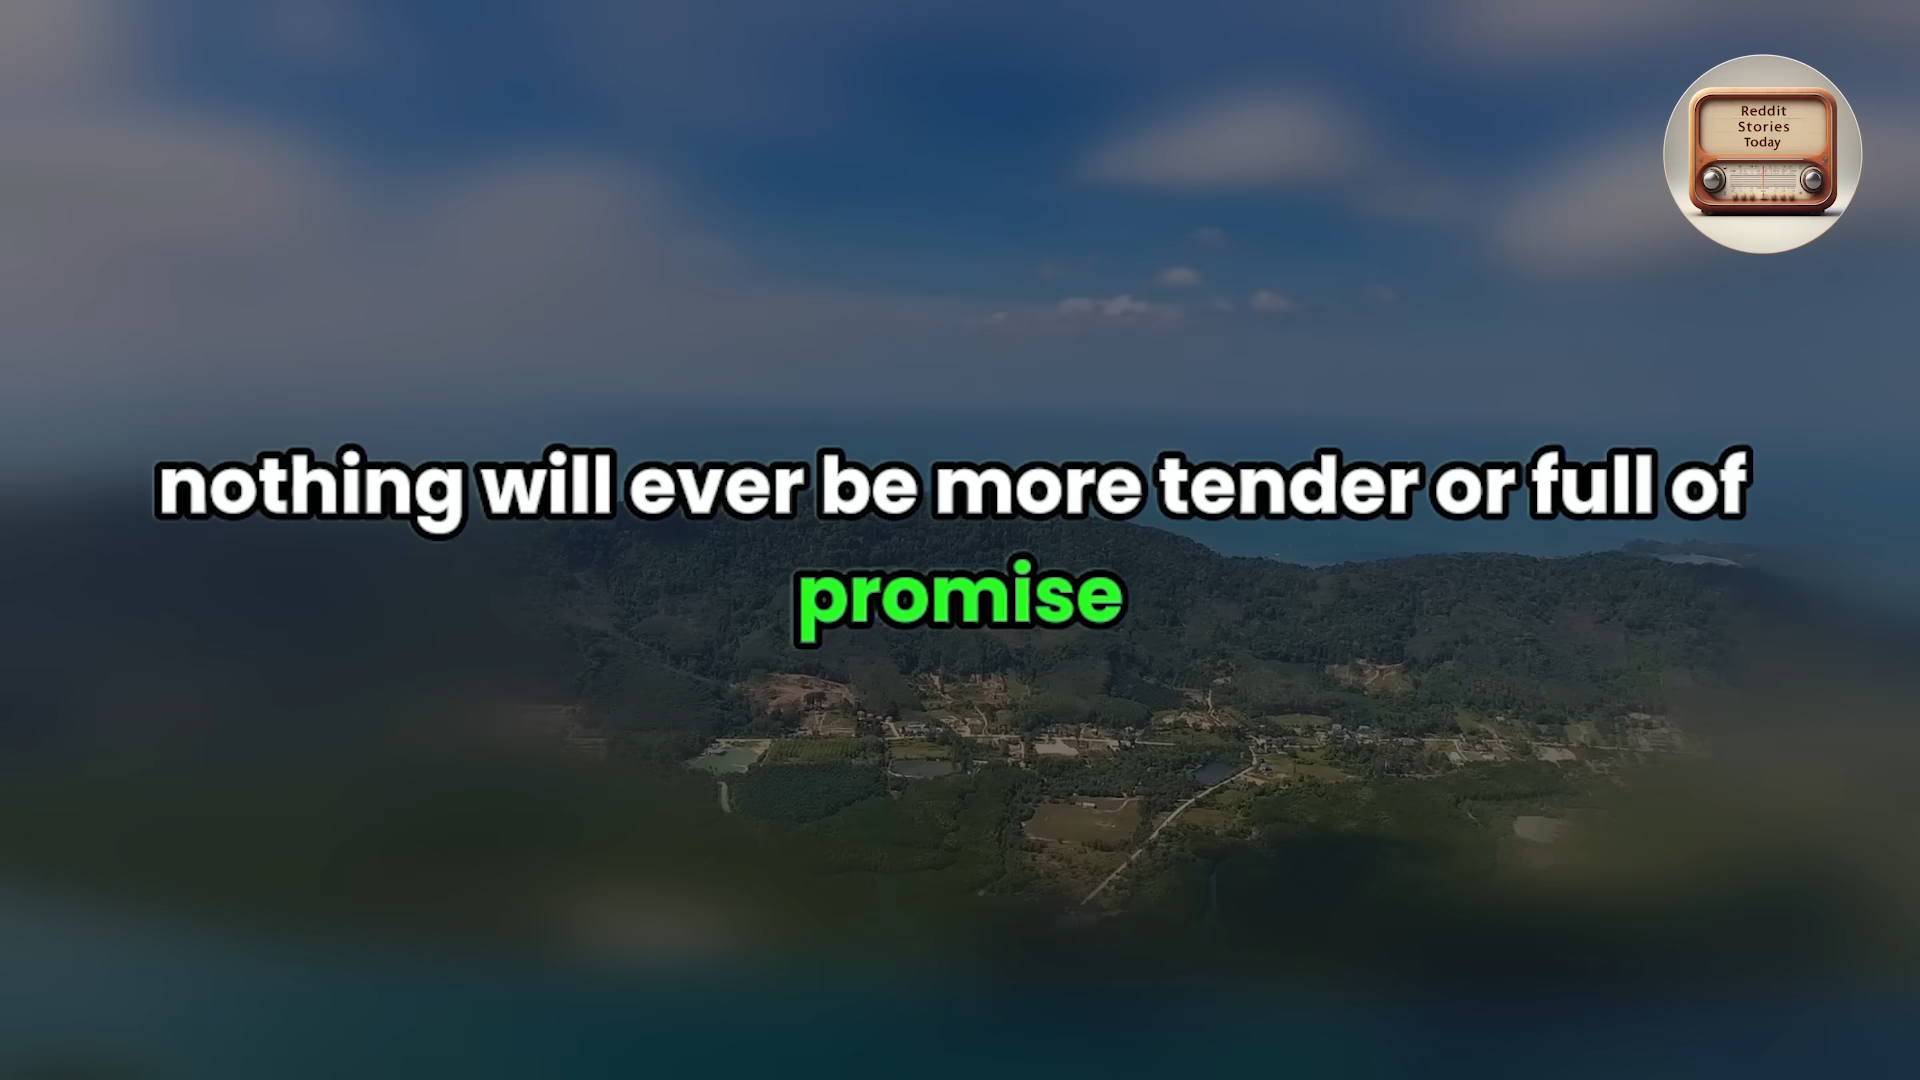 Reddit
Stories
Today
nothing will ever be more tender or full of
promise